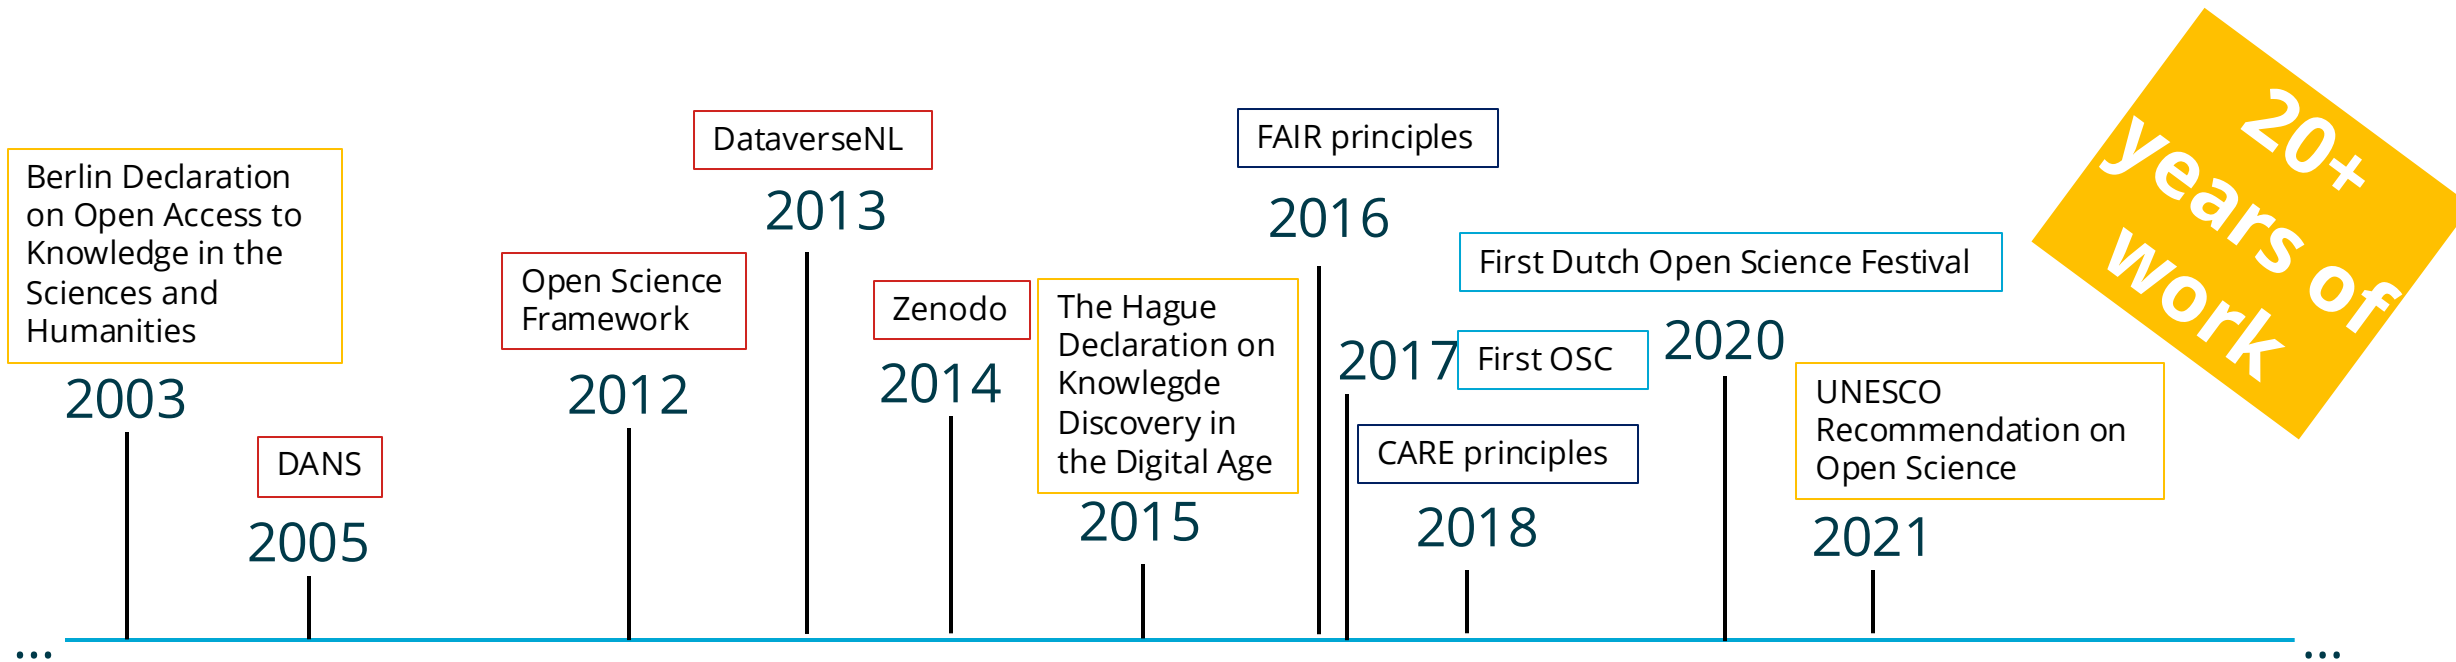 Berlin Declaration
on Open Access to
Knowledge in the
Sciences and
Humanities
2003
DANS
2005
Open Science
Framework
2012
DataverseNL
2013
Zenodo
2014
The Hague
Declaration on
Knowlegde
Discovery in
the Digital Age
2015
FAIR principles
2016
2017
First OSC
CARE principles
2018
First Dutch Open Science Festival
2020
UNESCO
Recommendation on
Open Science
2021
20+
years of
work
...
...